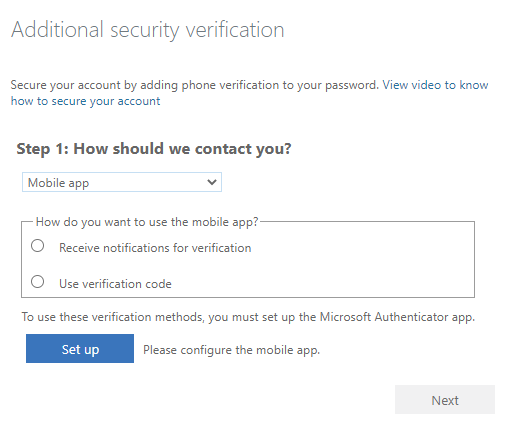 Additional security verification
Secure your account by adding phone verification to your password. View video to know
how to secure your account
Step 1: How should we contact you?
Mobile app
How do you want to use the mobile app?
Receive notifications for verification
Use verification code
To use these verification methods, you must set up the Microsoft Authenticator app.
Set up Please configure the mobile app.
Next